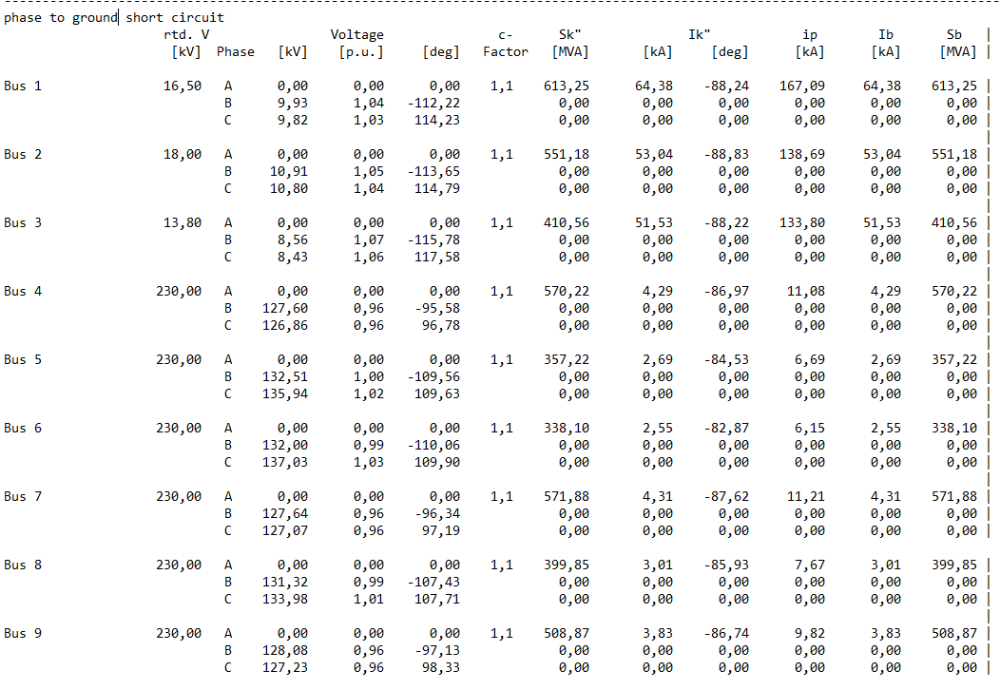 phase to ground short circuit
rtd. V Voltage c- Sk" Ik" ip Ib Sb
[kV] Phase [kV] [p.u.] [deg] Factor [MVA] [kA] [deg] [kA] [kA] [MVA]
Bus 1 16,50 A 0,00 0,00 0,00 1,1 613,25 64,38 -88,24 167,09 64,38 613,25
B 9,93 1,04 -112,22 0,00 0,00 0,00 0,00 0,00 0,00
C 9,82 1,03 114,23 0,00 0,00 0,00 0,00 0,00 0,00
Bus 2 18,00 A 0,00 0,00 0,00 1,1 551,18 53,04 -88,83 138,69 53,04 551,18
B 10,91 1,05 -113,65 0,00 0,00 0,00 0,00 0,00 0,00
C 10,80 1,04 114,79 0,00 0,00 0,00 0,00 0,00 0,00
Bus 3 13,80 A 0,00 0,00 0,00 1,1 410,56 51,53 -88,22 133,80 51,53 410,56
B 8,56 1,07 -115,78 0,00 0,00 0,00 0,00 0,00 0,00
C 8,43 1,06 117,58 0,00 0,00 0,00 0,00 0,00 0,00
Bus 4 230,00 A 0,00 0,00 0,00 1,1 570,22 4,29 -86,97 11,08 4,29 570,22
B 127,60 0,96 -95,58 0,00 0,00 0,00 0,00 0,00 0,00
C 126,86 0,96 96,78 0,00 0,00 0,00 0,00 0,00 0,00
Bus 5 230,00 A 0,00 0,00 0,00 1,1 357,22 2,69 -84,53 6,69 2,69 357,22
B 132,51 1,00 -109,56 0,00 0,00 0,00 0,00 0,00 0,00
C 135,94 1,02 109,63 0,00 0,00 0,00 0,00 0,00 0,00
Bus 6 230,00 A 0,00 0,00 0,00 1,1 338,10 2,55 -82,87 6,15 2,55 338,10
B 132,00 0,99 -110,06 0,00 0,00 0,00 0,00 0,00 0,00
C 137,03 1,03 109,90 0,00 0,00 0,00 0,00 0,00 0,00
Bus 7 230,00 A 0,00 0,00 0,00 1,1 571,88 4,31 -87,62 11,21 4,31 571,88
B 127,64 0,96 -96,34 0,00 0,00 0,00 0,00 0,00 0,00
C 127,07 0,96 97,19 0,00 0,00 0,00 0,00 0,00 0,00
Bus 8 230,00 A 0,00 0,00 0,00 1,1 399,85 3,01 -85,93 7,67 3,01 399,85
B 131,32 0,99 -107,43 0,00 0,00 0,00 0,00 0,00 0,00
C 133,98 1,01 107,71 0,00 0,00 0,00 0,00 0,00 0,00
Bus 9 230,00 A 0,00 0,00 0,00 1,1 508,87 3,83 -86,74 9,82 3,83 508,87
B 128,08 0,96 -97,13 0,00 0,00 0,00 0,00 0,00 0,00
C 127,23 0,96 98,33 0,00 0,00 0,00 0,00 0,00 0,00